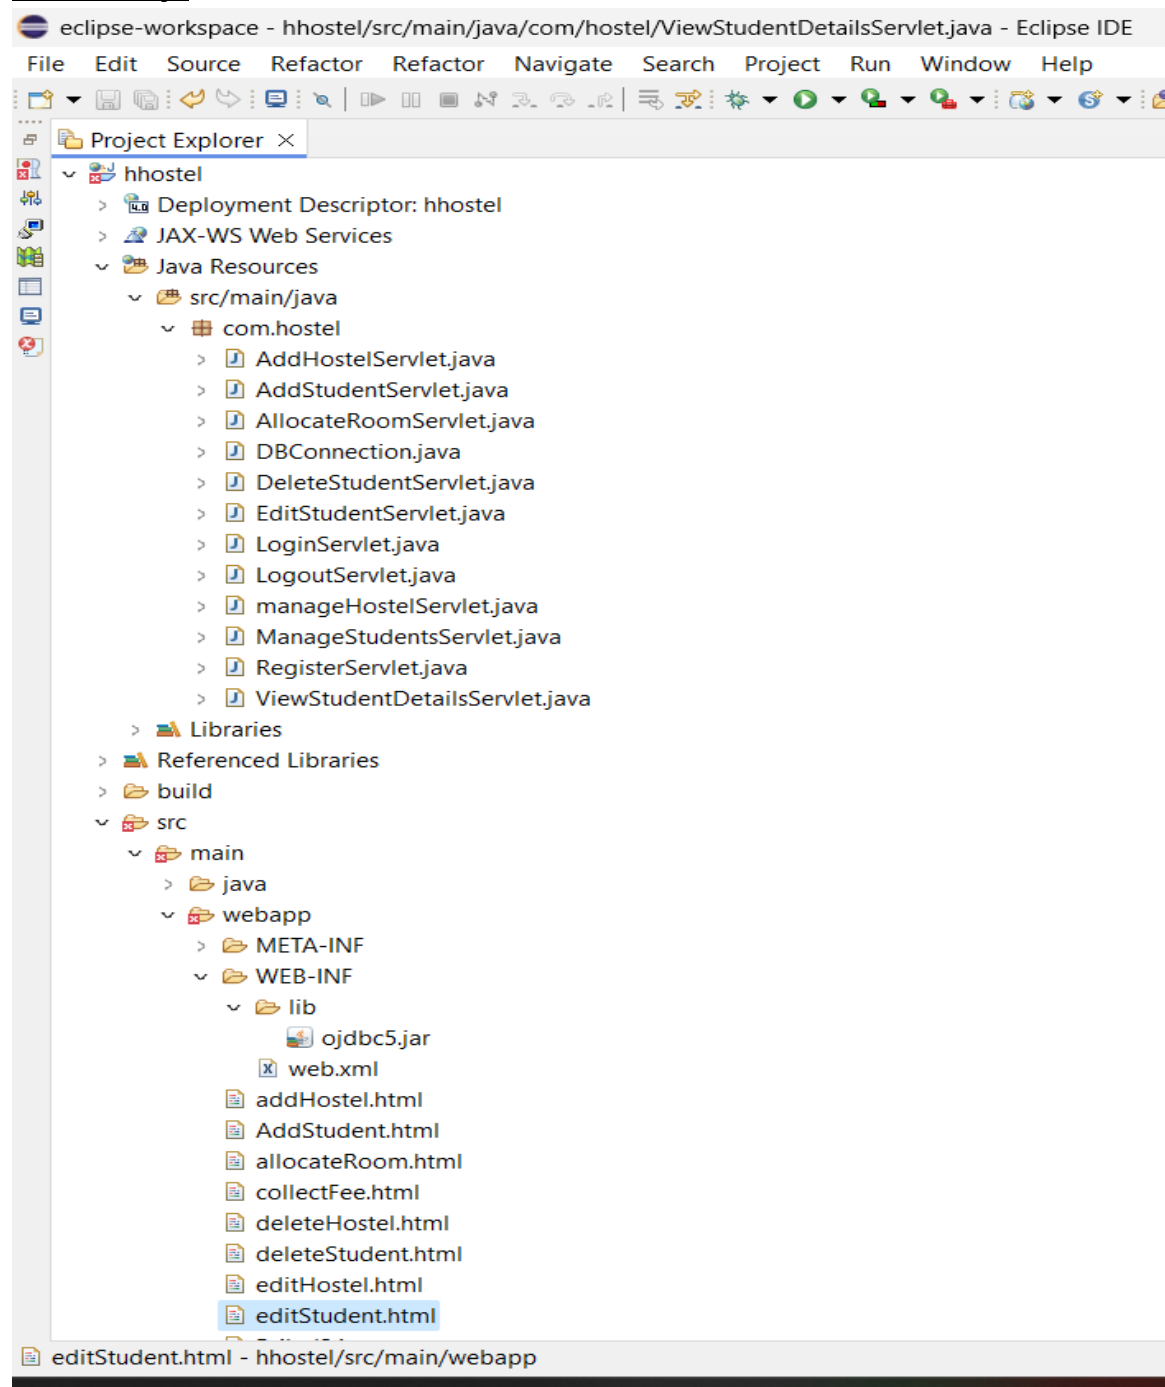 eclipse-workspace - hhostel/src/main/java/com/hostel/ViewStudentDetailsServlet.java - Eclipse IDE
File Edit Source Refactor Refactor Navigate Search Project Run Window Help
Project Explorer
hhostel
Deployment Descriptor: hhostel
JAX-WS Web Services
Java Resources
src/main/java
com.hostel
AddHostelServlet.java
AddStudentServlet.java
AllocateRoomServlet.java
DBConnection.java
DeleteStudentServlet.java
EditStudentServlet.java
LoginServlet.java
LogoutServlet.java
manageHostelServlet.java
ManageStudentsServlet.java
RegisterServlet.java
ViewStudentDetailsServlet.java
Libraries
Referenced Libraries
build
src
main
java
webapp
META-INF
WEB-INF
lib
ojdbc5.jar
web.xml
addHostel.html
AddStudent.html
allocateRoom.html
collectFee.html
deleteHostel.html
deleteStudent.html
editHostel.html
editStudent.html
editStudent.html - hhostel/src/main/webapp